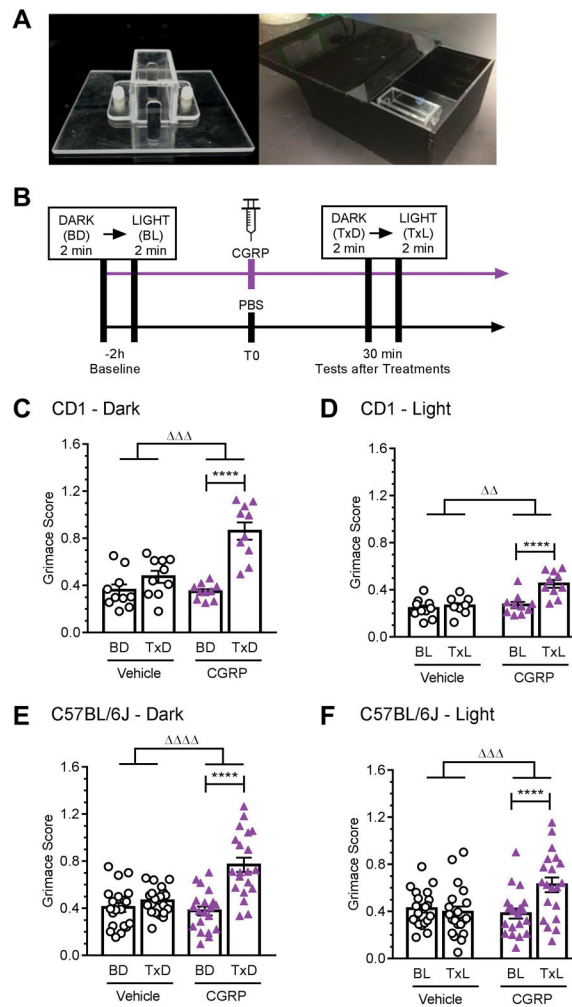 A
B
DARK
(BD)
2 min
LIGHT
(BL)
2 min
CGRP
DARK
(TxD)
2 min
LIGHT
(TxL)
2 min
PBS
-2h
Baseline
T0
30 min
Tests after Treatments
C CD1 - Dark
Grimace Score
1.6
1.2
0.8
0.4
0.0
ΔΔΔ
****
BD TxD BD TxD
Vehicle CGRP
D CD1 - Light
Grimace Score
1.6
1.2
0.8
0.4
0.0
ΔΔ
****
BL TxL BL TxL
Vehicle CGRP
E C57BL/6J - Dark
Grimace Score
1.6
1.2
0.8
0.4
0.0
ΔΔΔΔ
****
BD TxD BD TxD
Vehicle CGRP
F C57BL/6J - Light
Grimace Score
1.6
1.2
0.8
0.4
0.0
ΔΔΔ
****
BL TxL BL TxL
Vehicle CGRP